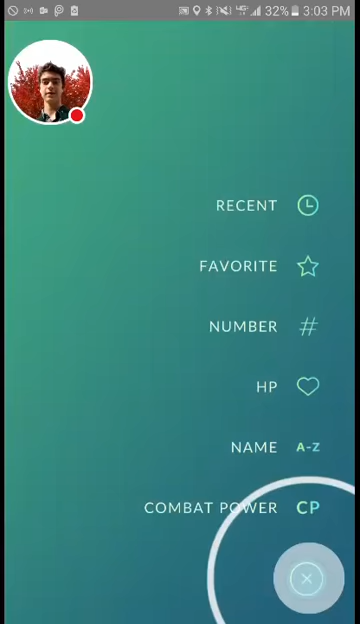 32% 3:03 PM
RECENT
FAVORITE
NUMBER #
HP
NAME A-Z
COMBAT POWER CP